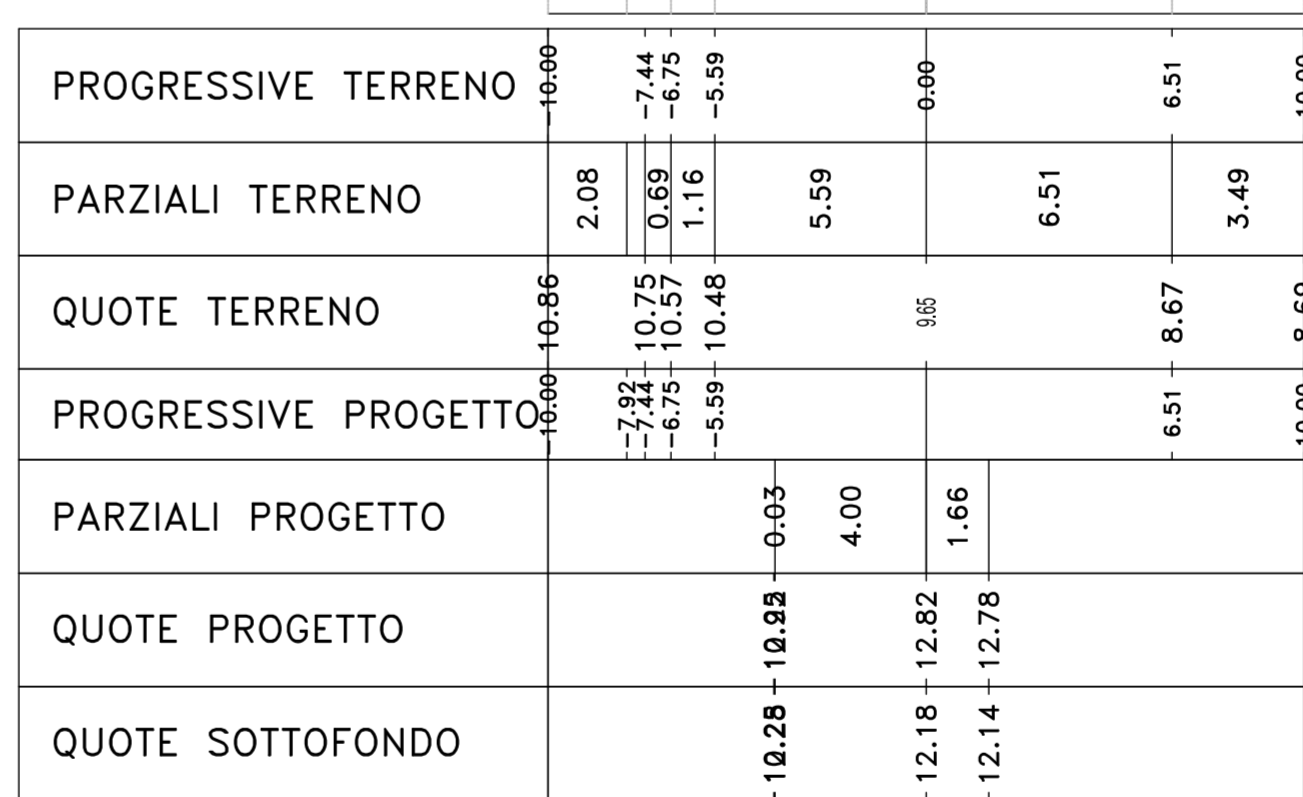 PROGRESSIVE TERRENO -10.00 -7.44 -6.75 -5.59 0.00 6.51 10.00
PARZIALI TERRENO 2.08 0.69 1.16 5.59 6.51 3.49
QUOTE TERRENO 10.86 10.75 10.57 10.48 9.65 8.67
PROGRESSIVE PROGETTO -10.00 -7.92 -7.44 -6.75 -5.59 6.51 10.00
PARZIALI PROGETTO 0.03 4.00 1.66
QUOTE PROGETTO 12.82 12.78
QUOTE SOTTOFONDO 12.18 12.14